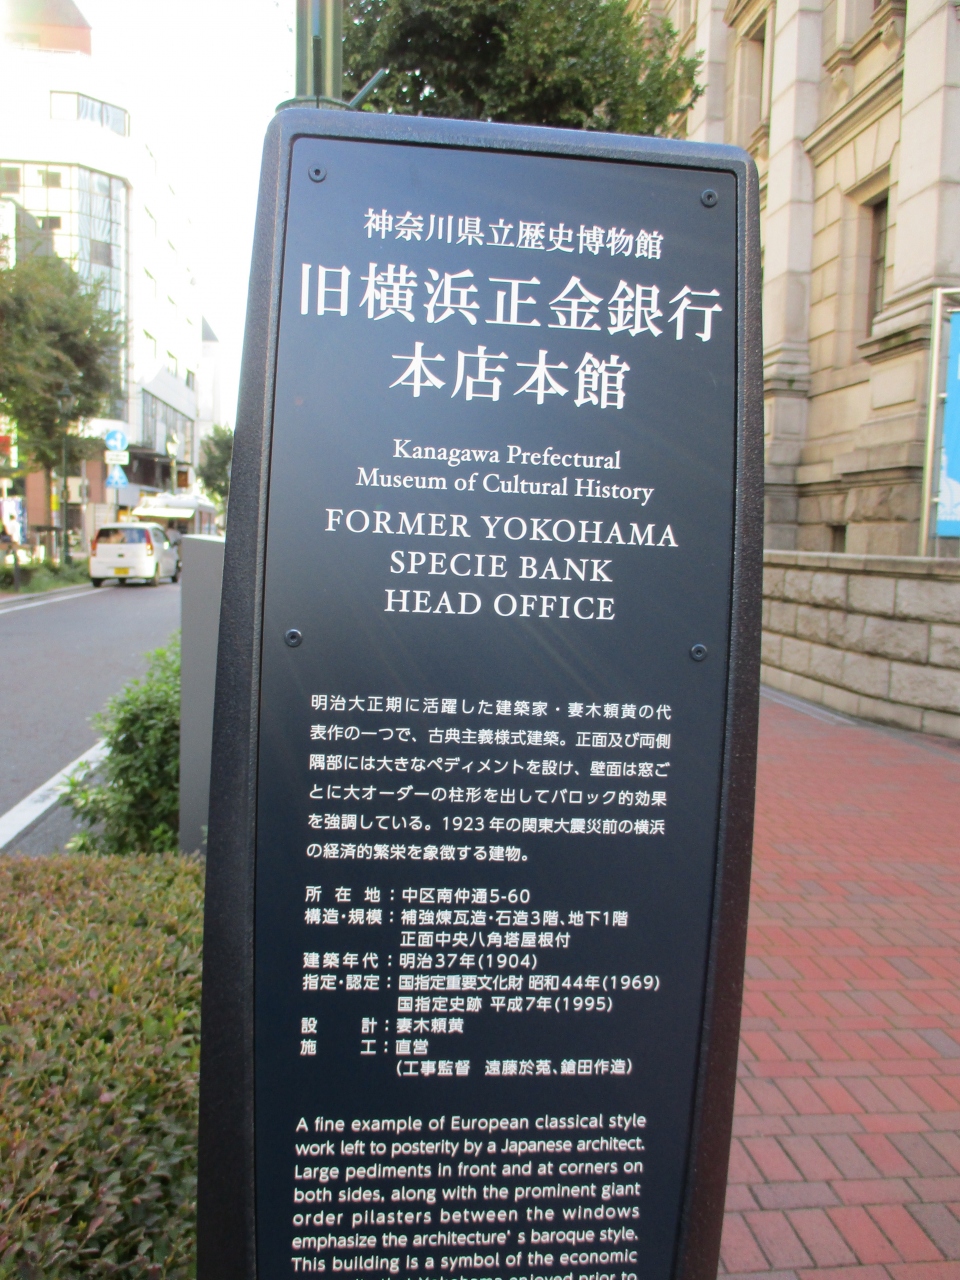 神奈川県立歴史博物館
旧横浜正金銀行
本店本館
Kanagawa Prefectural
Museum of Cultural History
FORMER YOKOHAMA
SPECIE BANK
HEAD OFFICE
明治大正期に活躍した建築家・妻木頼黄の代
表作の一つで、古典主義様式建築。正面及び両側
隅部には大きなペディメントを設け、壁面は窓ご
とに大オーダーの柱形を出してバロック的効果
を強調している。1923年の関東大震災前の横浜
の経済的繁栄を象徴する建物。
所在地：中区南仲通5-60
構造・規模：補強煉瓦造・石造3階、地下1階
正面中央八角塔屋根付
建築年代：明治37年(1904)
指定・認定：国指定重要文化財 昭和44年(1969)
国指定史跡 平成7年(1995)
設計：妻木頼黄
施工：直営
(工事監督 遠藤於菟、鎗田作造)
A fine example of European classical style
work left to posterity by a Japanese architect.
Large pediments in front and at corners on
both sides, along with the prominent giant
order pilasters between the windows
emphasize the architecture's baroque style.
This building is a symbol of the economic
that Yokohama enjoyed prior to